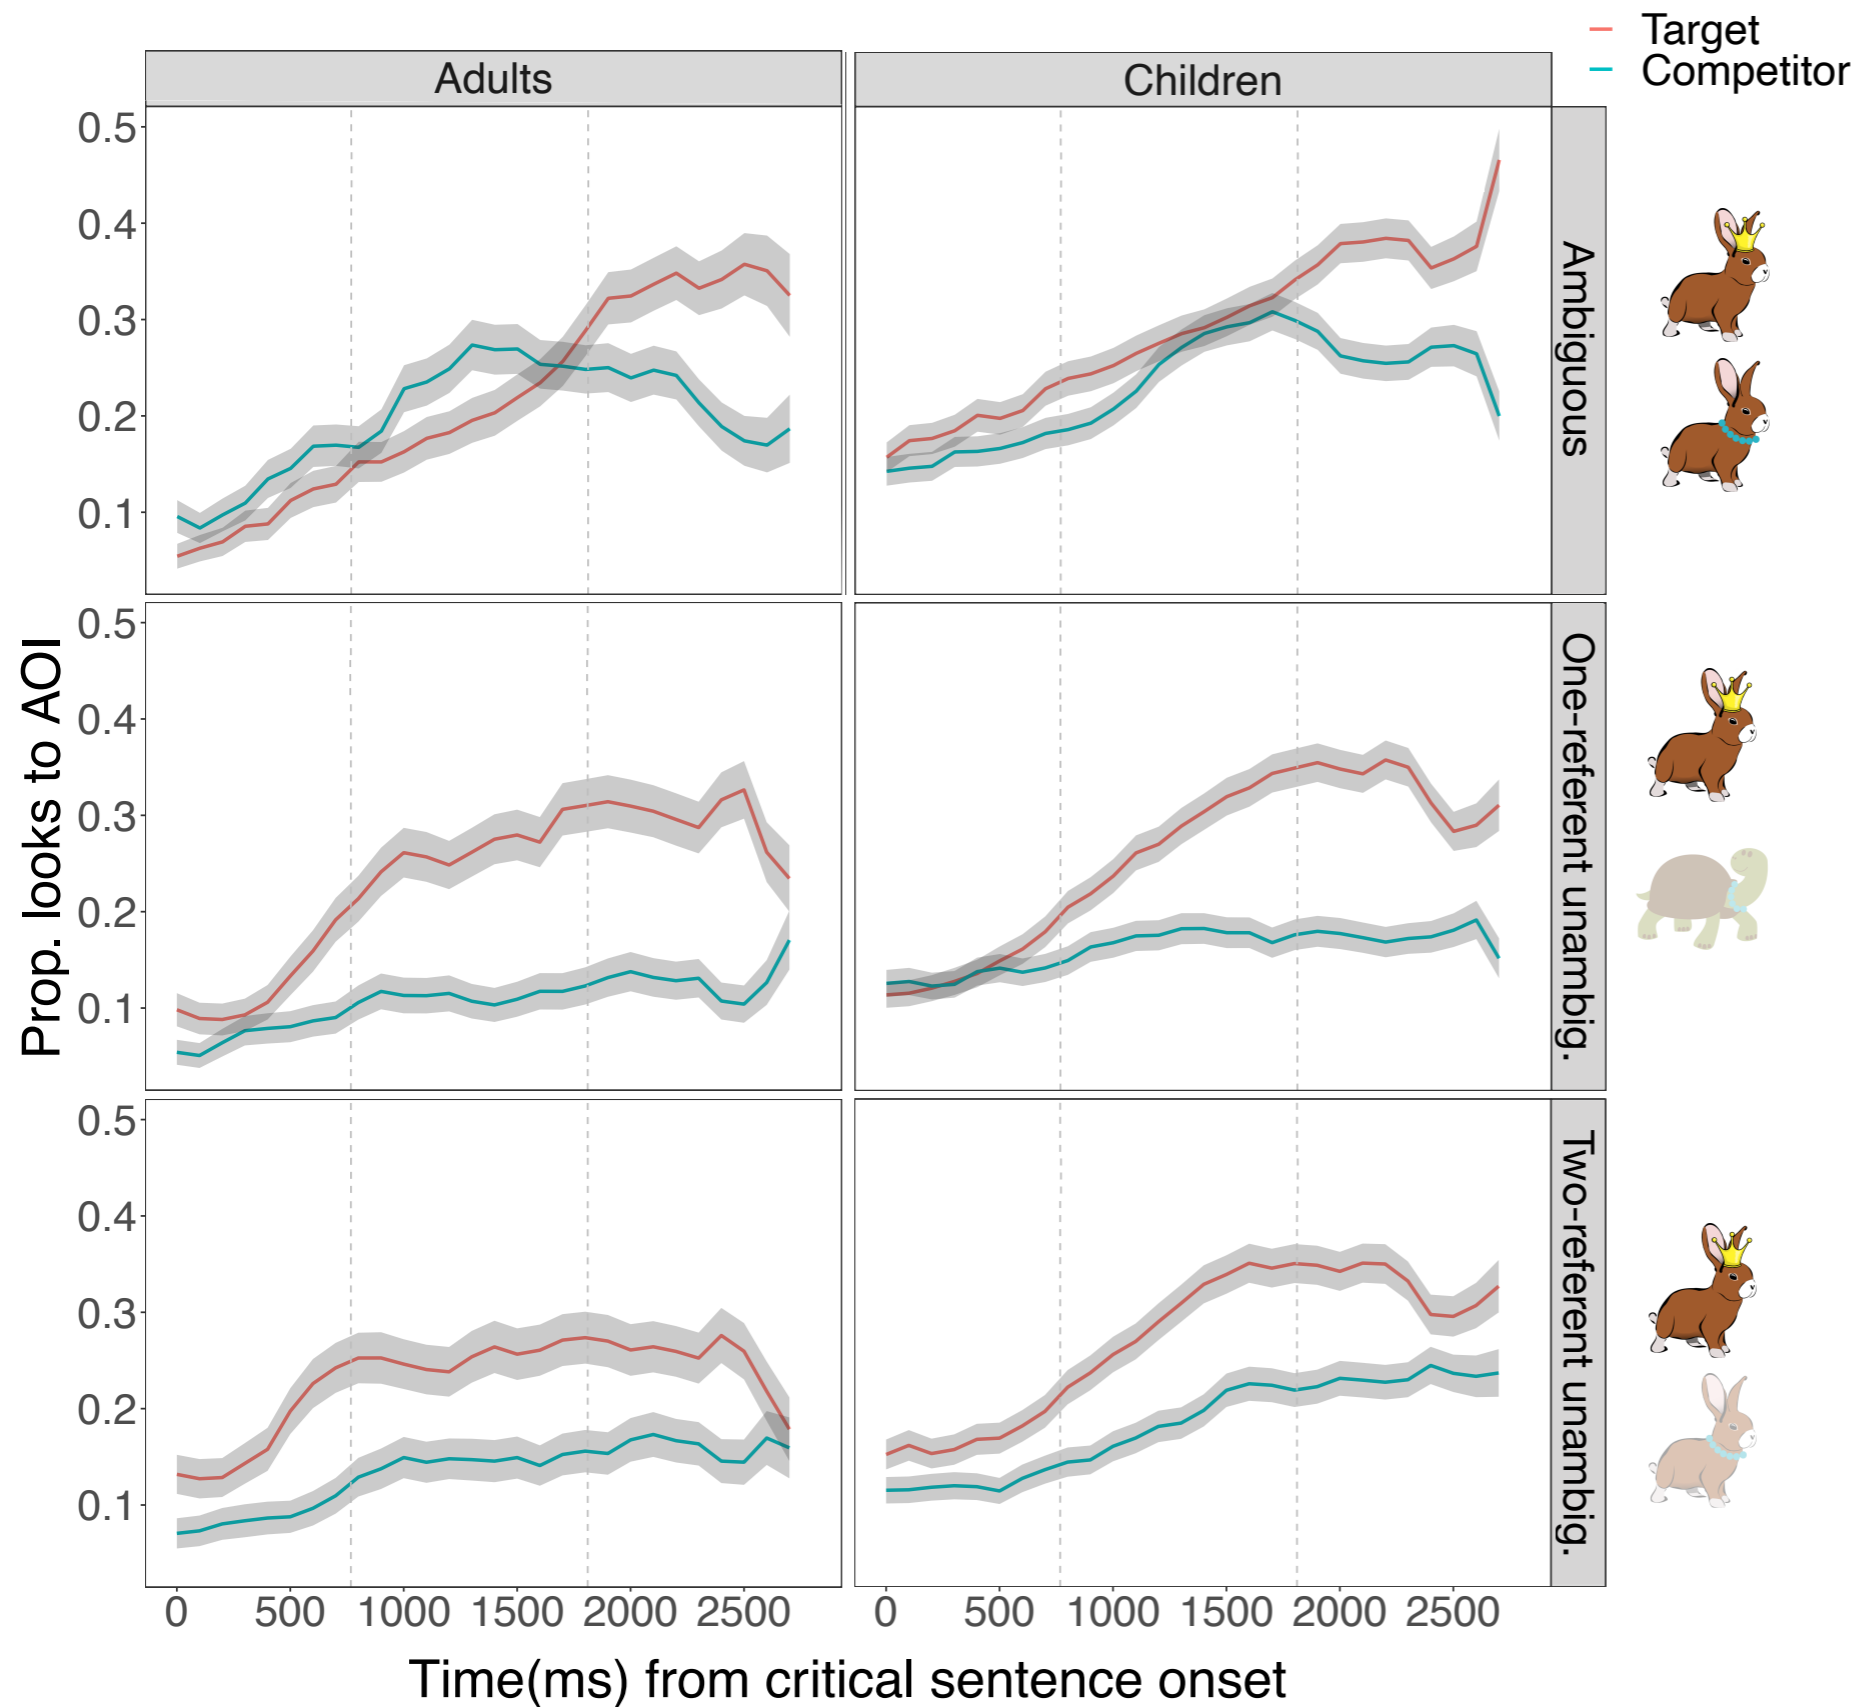 Target
Competitor
Adults
Children
0.5
0.4
0.3
0.2
0.1
Ambiguous
0.5
0.4
0.3
0.2
0.1
One-referent unambig.
Prop. looks to AOI
0.5
0.4
0.3
0.2
0.1
Two-referent unambig.
0 500 1000 1500 2000 2500
0 500 1000 1500 2000 2500
Time(ms) from critical sentence onset